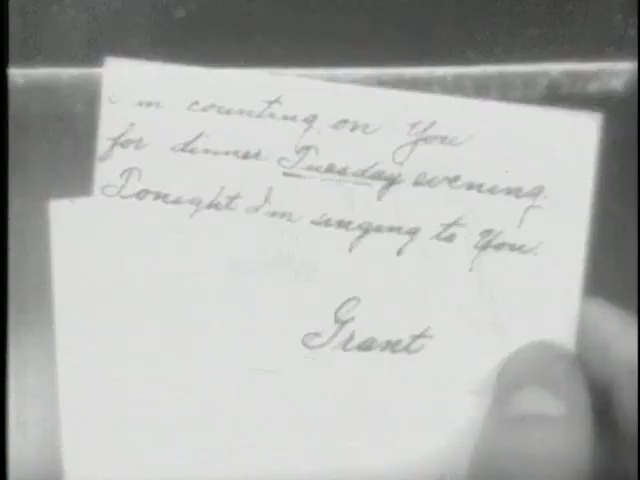 i'm counting on You
for dinner Tuesday evening.
Tonight I'm singing to You.
Grant